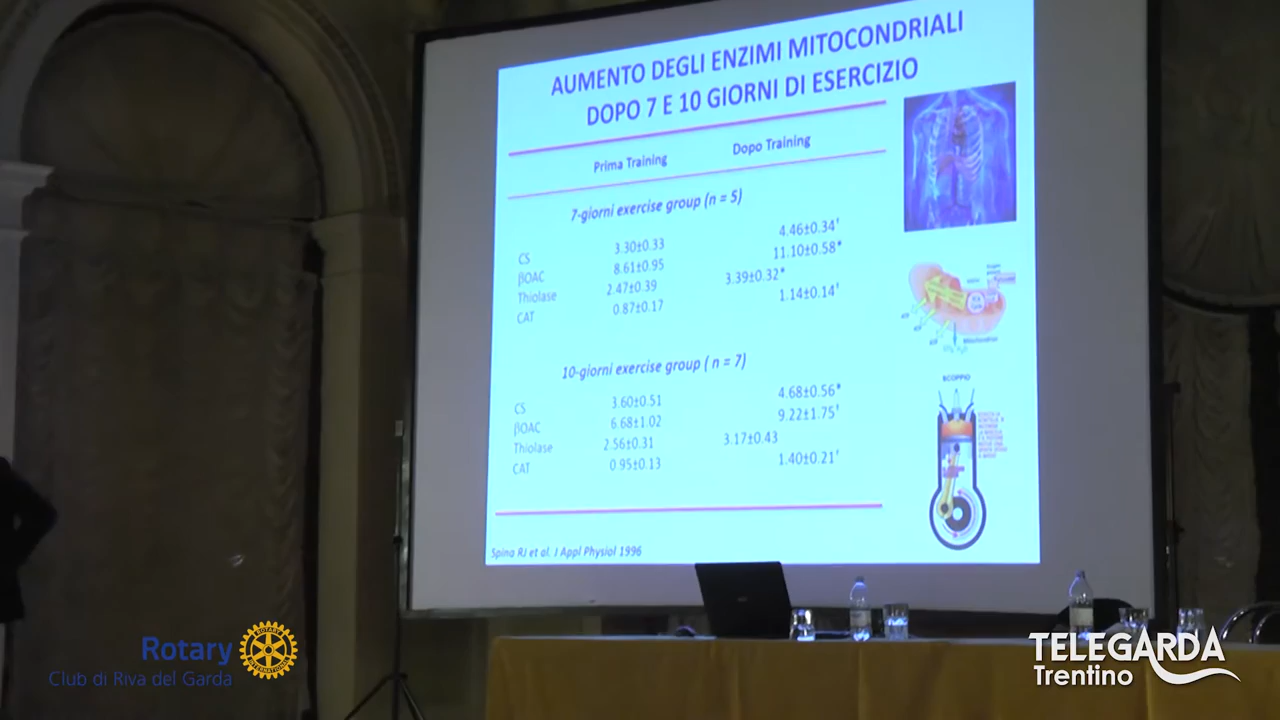 AUMENTO DEGLI ENZIMI MITOCONDRIALI
DOPO 7 E 10 GIORNI DI ESERCIZIO
Prima Training Dopo Training
7-giorni exercise group (n = 5)
CS 3.30±0.33 4.46±0.34'
βOAC 8.61±0.95 11.10±0.58*
Thiolase 2.47±0.39 3.39±0.32*
CAT 0.87±0.17 1.14±0.14'
10-giorni exercise group ( n = 7)
CS 3.60±0.51 4.68±0.56*
βOAC 6.68±1.02 9.22±1.75'
Thiolase 2.56±0.31 3.17±0.43
CAT 0.95±0.13 1.40±0.21'
Spina RJ et al. J Appl Physiol 1996
Mitochondrion
SCOPPIO
Rotary
Club di Riva del Garda
TELEGARDA
Trentino